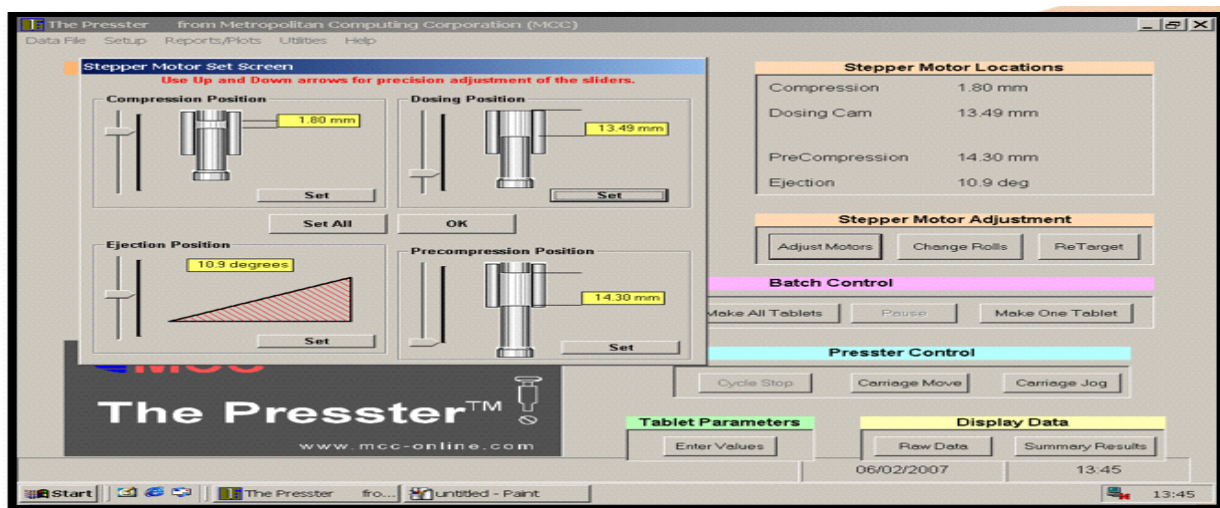 The Presster from Metropolitan Computing Corporation (MCC)
Data File Setup Reports/Plots Utilities Help
Stepper Motor Set Screen
Use Up and Down arrows for precision adjustment of the sliders.
Compression Position
1.80 mm
Set
Dosing Position
13.49 mm
Set
Set All
OK
Ejection Position
10.9 degrees
Set
Precompression Position
14.30 mm
Set
Stepper Motor Locations
Compression 1.80 mm
Dosing Cam 13.49 mm
PreCompression 14.30 mm
Ejection 10.9 deg
Stepper Motor Adjustment
Adjust Motors Change Rolls ReTarget
Batch Control
Make All Tablets Pause Make One Tablet
Presster Control
Cycle Stop Carriage Move Carriage Jog
MCC
The Presster™
www.mcc-online.com
Tablet Parameters
Enter Values
Display Data
Raw Data Summary Results
06/02/2007 13:45
Start The Presster fro... untitled - Paint 13:45